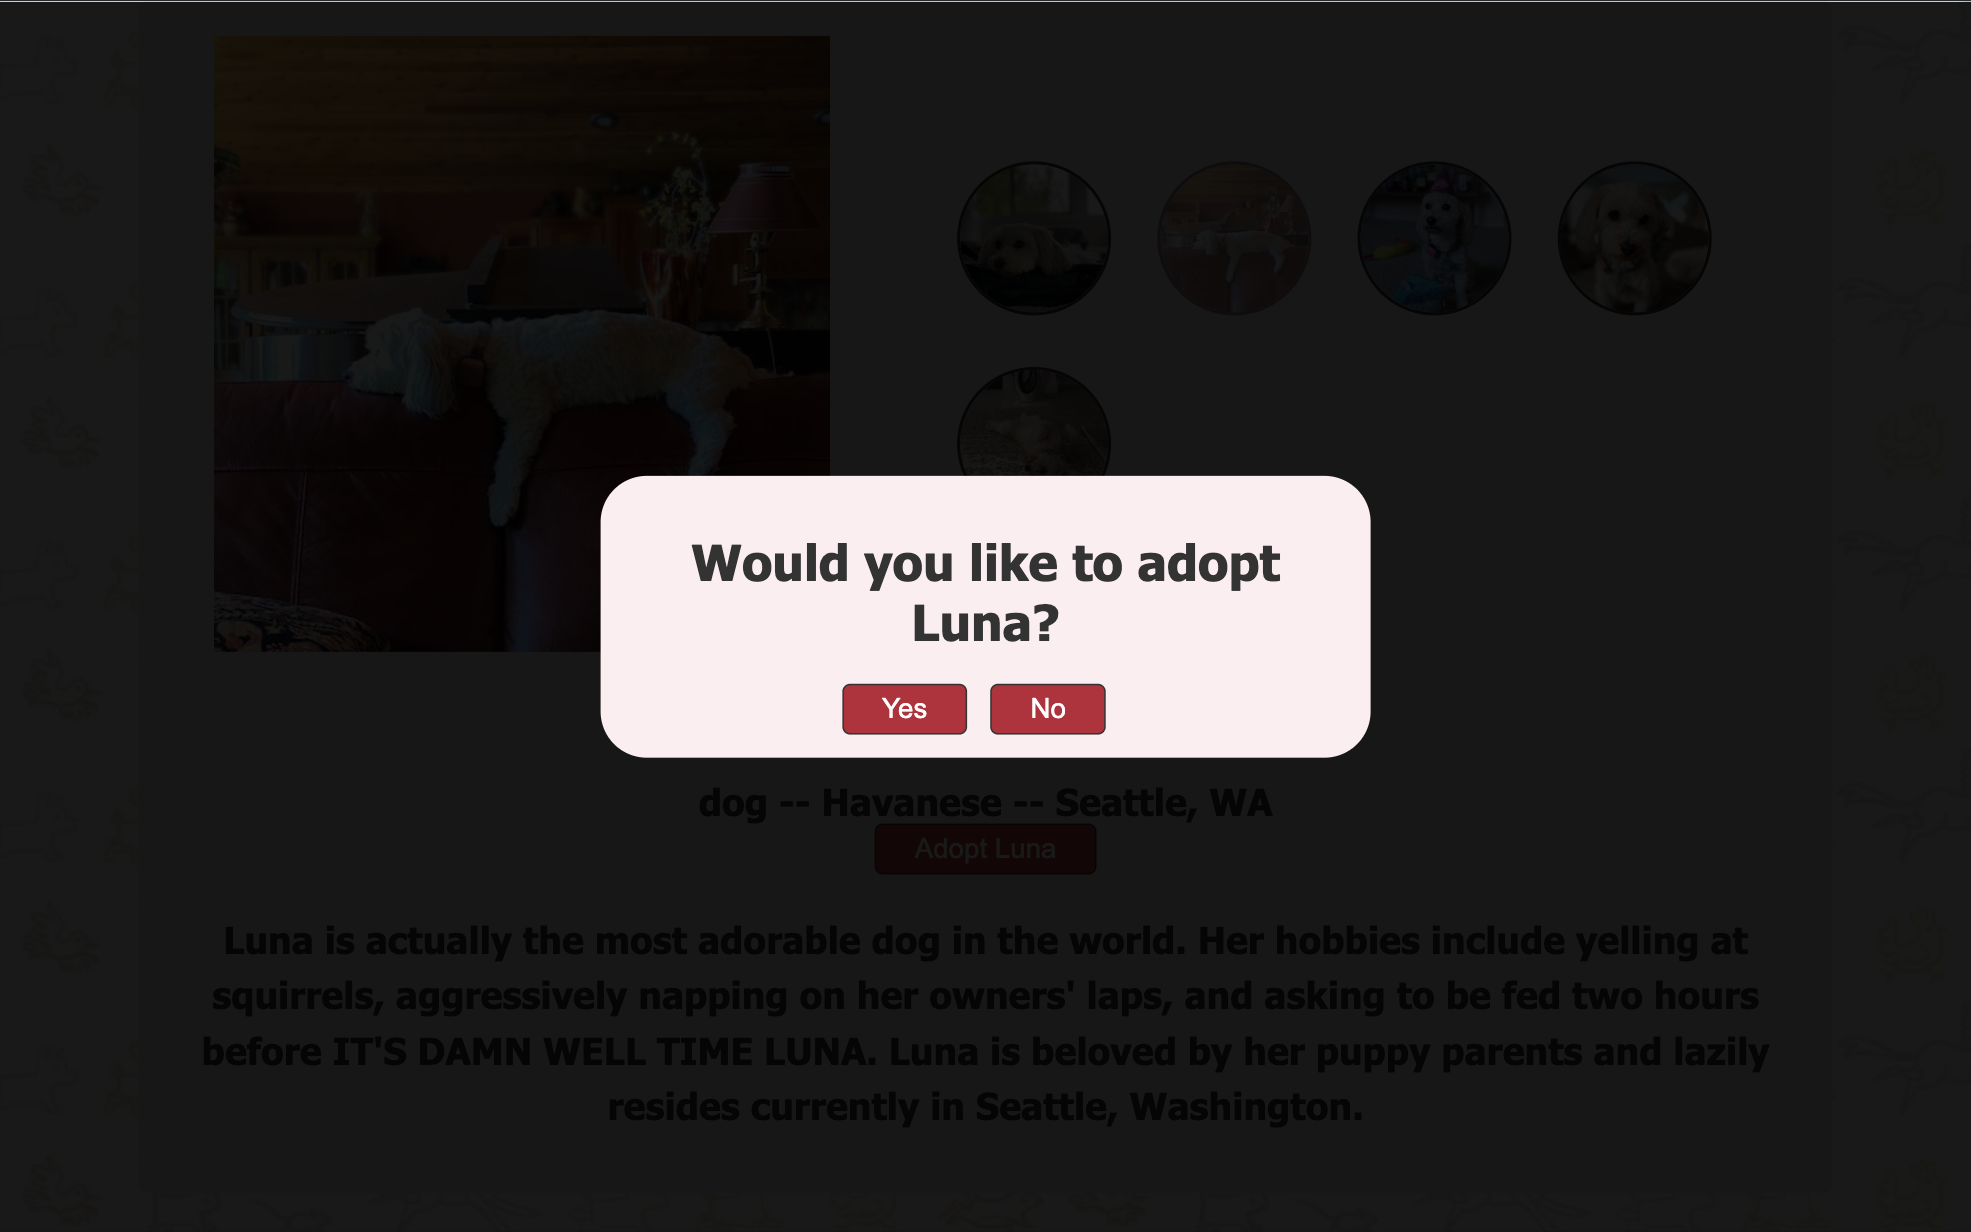 Would you like to adopt
Luna?
Yes No
dog -- Havanese -- Seattle, WA
Adopt Luna
Luna is actually the most adorable dog in the world. Her hobbies include yelling at
squirrels, aggressively napping on her owners' laps, and asking to be fed two hours
before IT'S DAMN WELL TIME LUNA. Luna is beloved by her puppy parents and lazily
resides currently in Seattle, Washington.